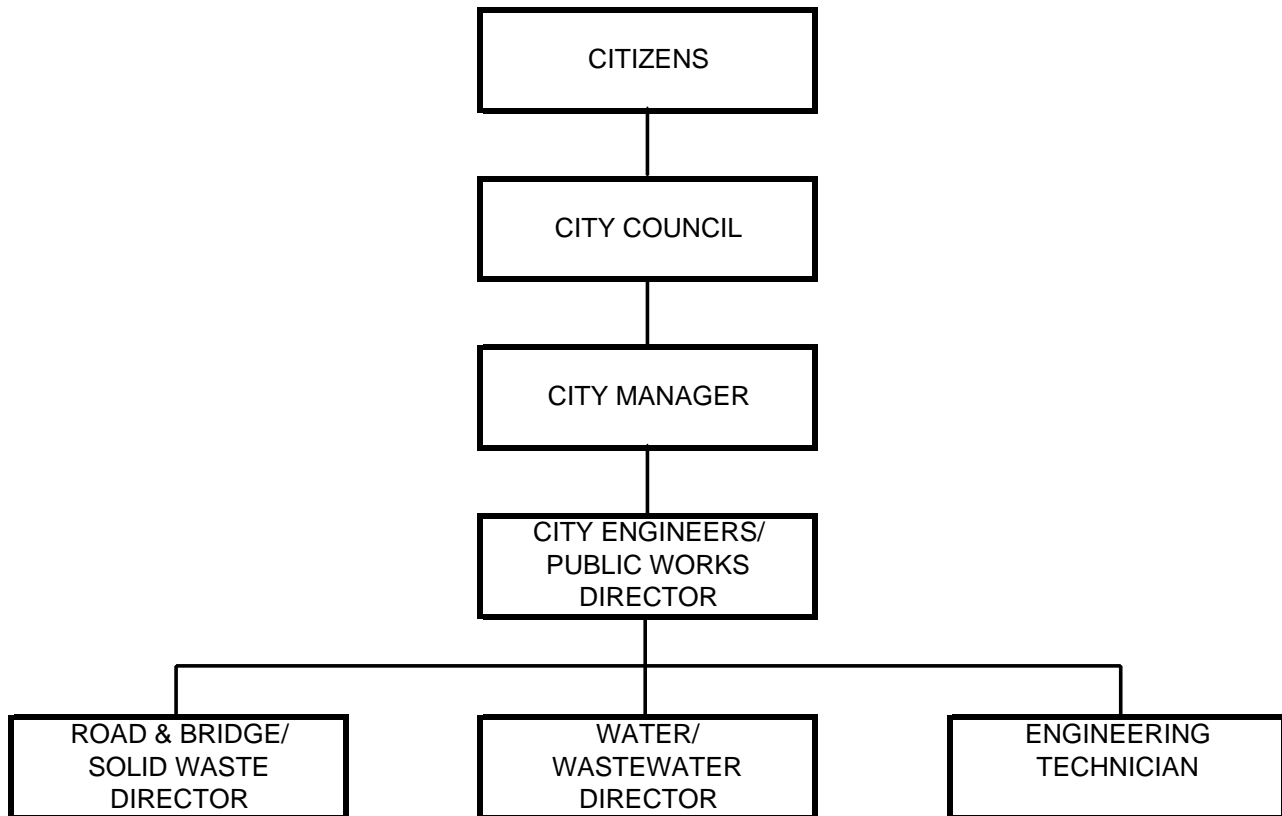 CITIZENS
CITY COUNCIL
CITY MANAGER
CITY ENGINEERS/
PUBLIC WORKS
DIRECTOR
ROAD & BRIDGE/
SOLID WASTE
DIRECTOR
WATER/
WASTEWATER
DIRECTOR
ENGINEERING
TECHNICIAN